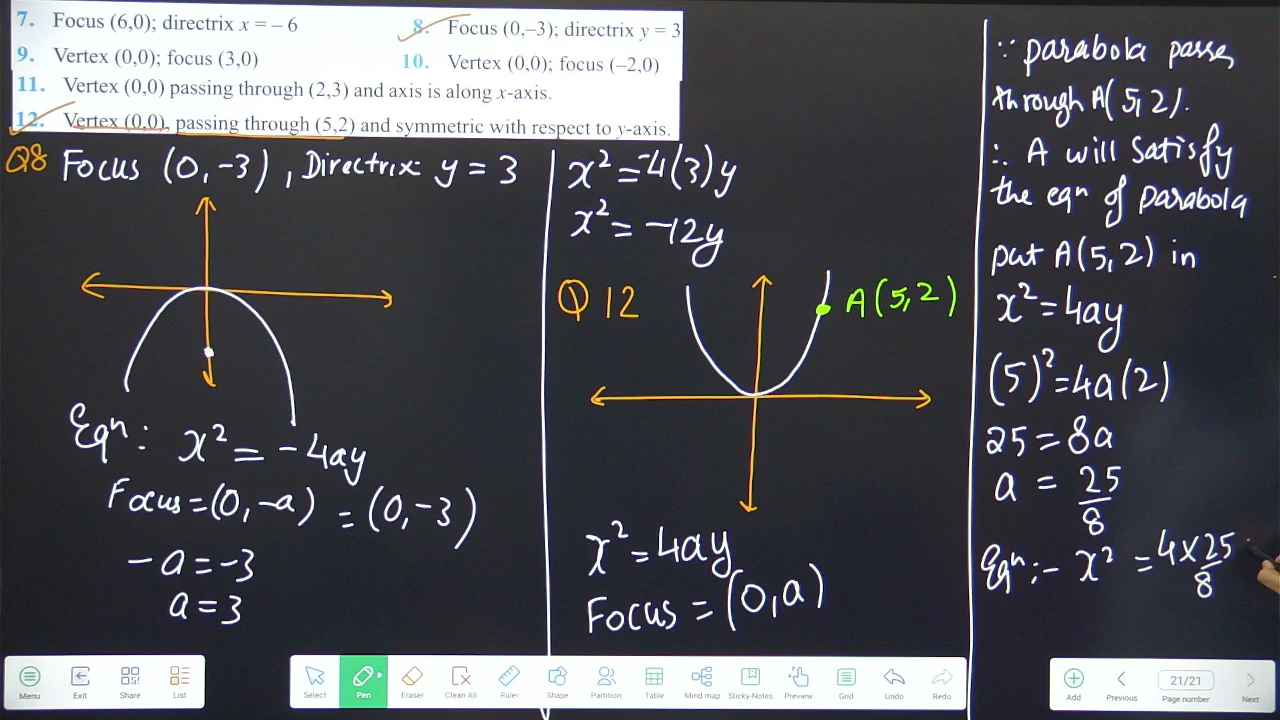 7. Focus (6,0); directrix x = – 6
8. Focus (0,–3); directrix y = 3
9. Vertex (0,0); focus (3,0)
10. Vertex (0,0); focus (–2,0)
11. Vertex (0,0) passing through (2,3) and axis is along x-axis.
12. Vertex (0,0), passing through (5,2) and symmetric with respect to y-axis.
Q8 Focus (0,-3), Directrix y = 3
Eqⁿ: x² = -4ay
Focus = (0,-a) = (0,-3)
-a = -3
a = 3
x² = -4(3)y
x² = -12y
Q 12
A(5,2)
x² = 4ay
Focus = (0,a)
∵ parabola passes
through A(5,2).
∴ A will satisfy
the eqⁿ of parabola
put A(5,2) in
x² = 4ay
(5)² = 4a(2)
25 = 8a
a = 25/8
Eqⁿ:- x² = 4×25/8
Menu Exit Share List
Select Pen Eraser Clean All Ruler Shape Partition Table Mind map Sticky-Notes Preview Grid Undo Redo
Add Previous 21/21 Page number Next